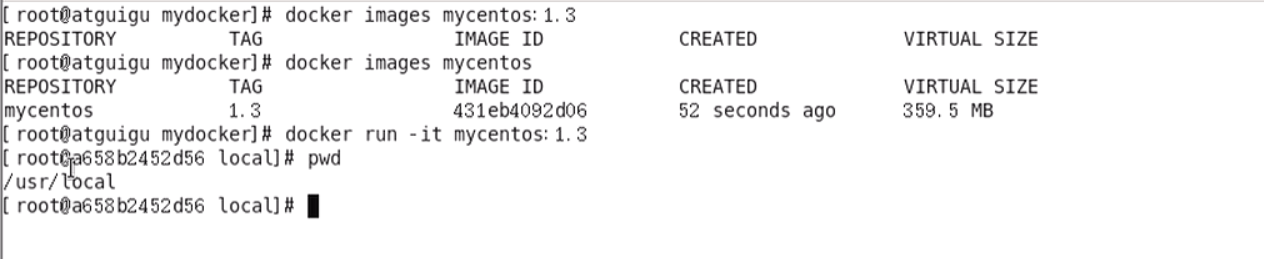 [root@atguigu mydocker]# docker images mycentos:1.3
REPOSITORY TAG IMAGE ID CREATED VIRTUAL SIZE
[root@atguigu mydocker]# docker images mycentos
REPOSITORY TAG IMAGE ID CREATED VIRTUAL SIZE
mycentos 1.3 431eb4092d06 52 seconds ago 359.5 MB
[root@atguigu mydocker]# docker run -it mycentos:1.3
[root@a658b2452d56 local]# pwd
/usr/local
[root@a658b2452d56 local]#